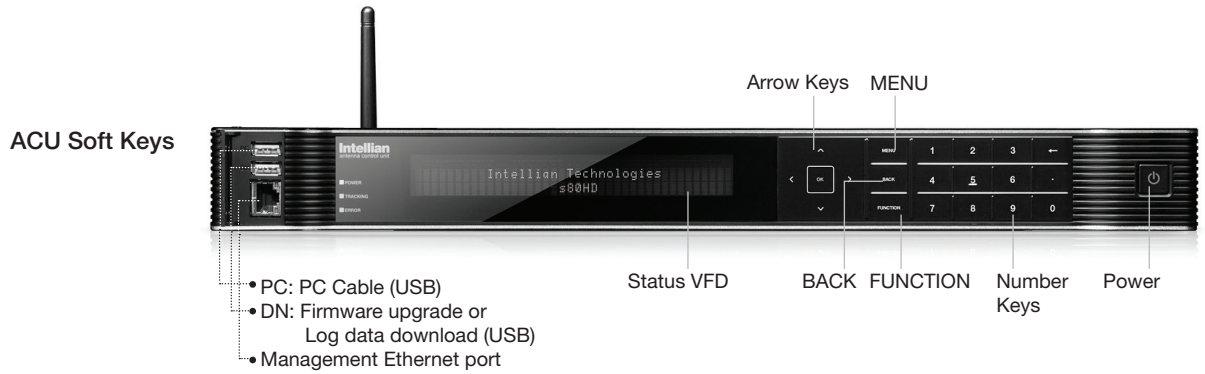 Arrow Keys MENU
ACU Soft Keys
Intellian
antenna control unit
POWER
TRACKING
ERROR
Intellian Technologies
s80HD
OK
MENU 1 2 3 ←
BACK 4 5 6 .
FUNCTION 7 8 9 0
Status VFD BACK FUNCTION Number Keys Power
PC: PC Cable (USB)
DN: Firmware upgrade or
Log data download (USB)
Management Ethernet port